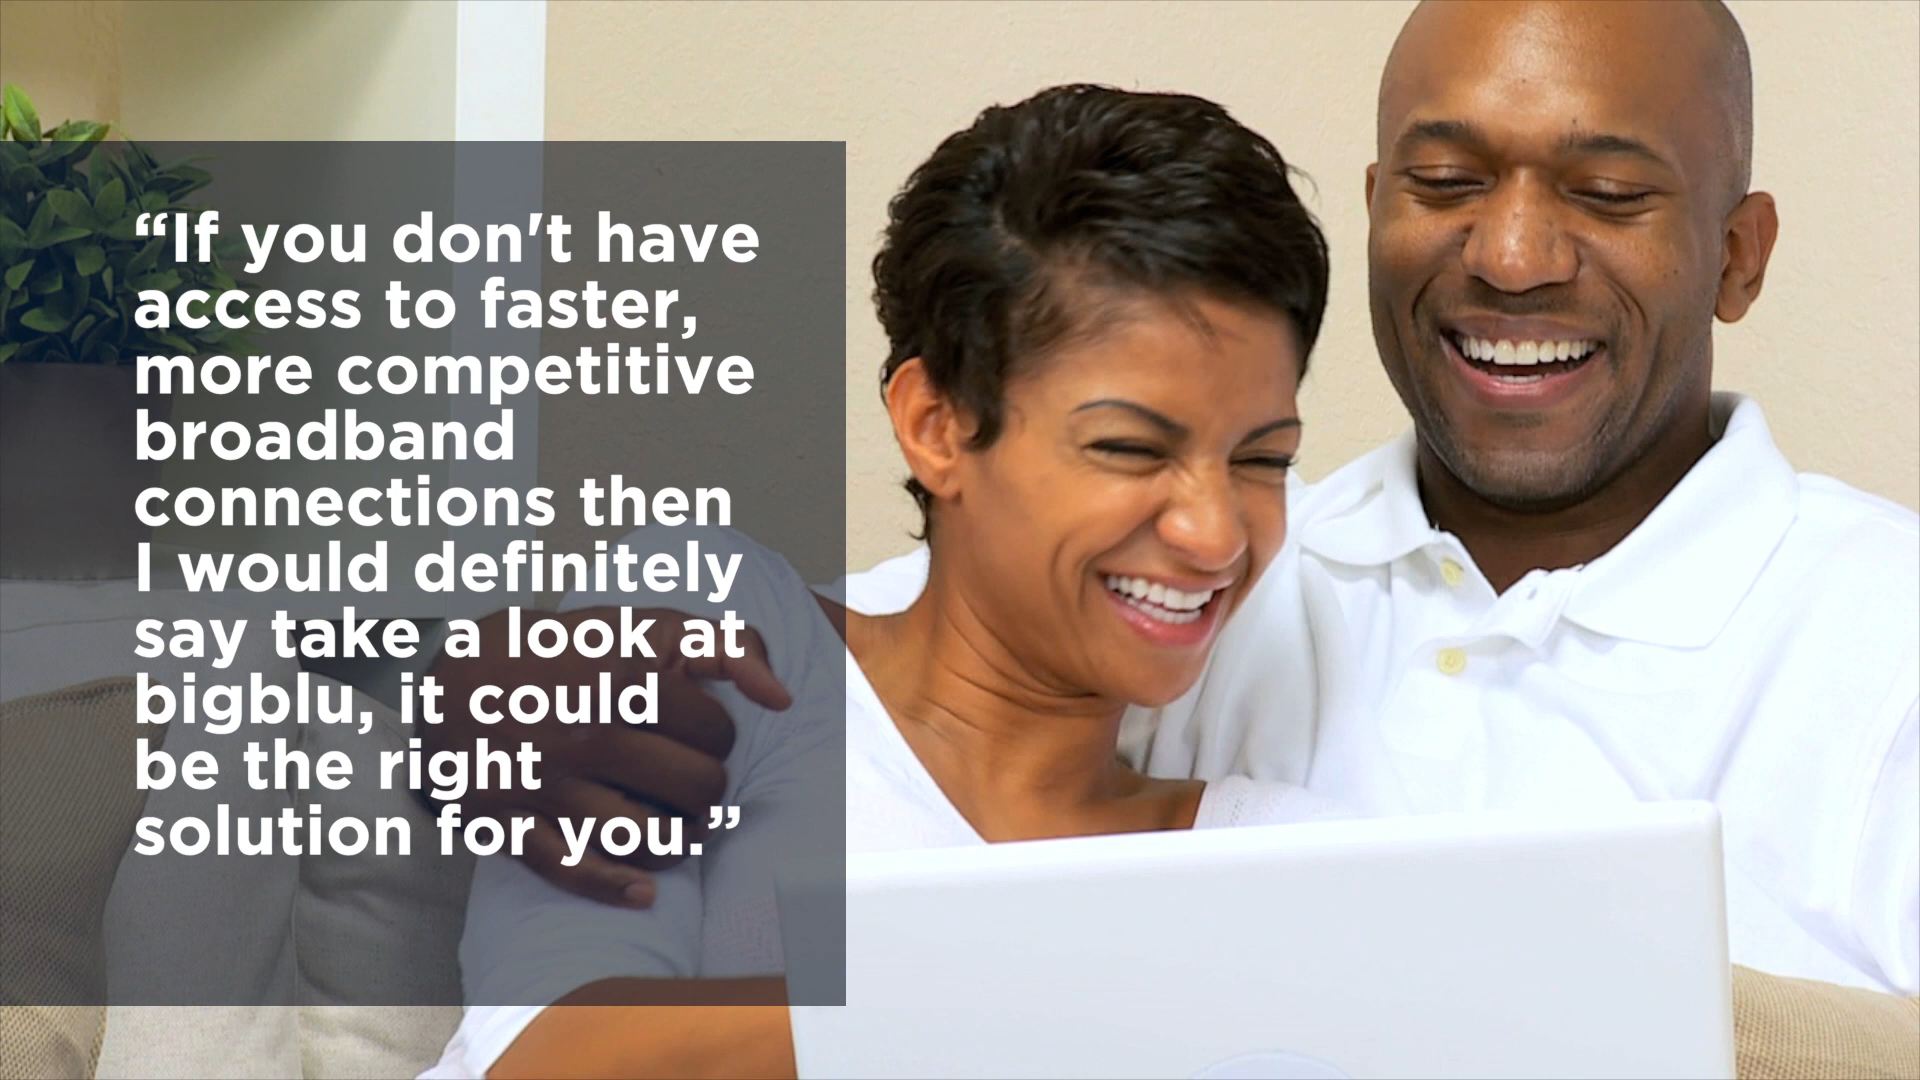 “If you don't have
access to faster,
more competitive
broadband
connections then
I would definitely
say take a look at
bigblu, it could
be the right
solution for you.”